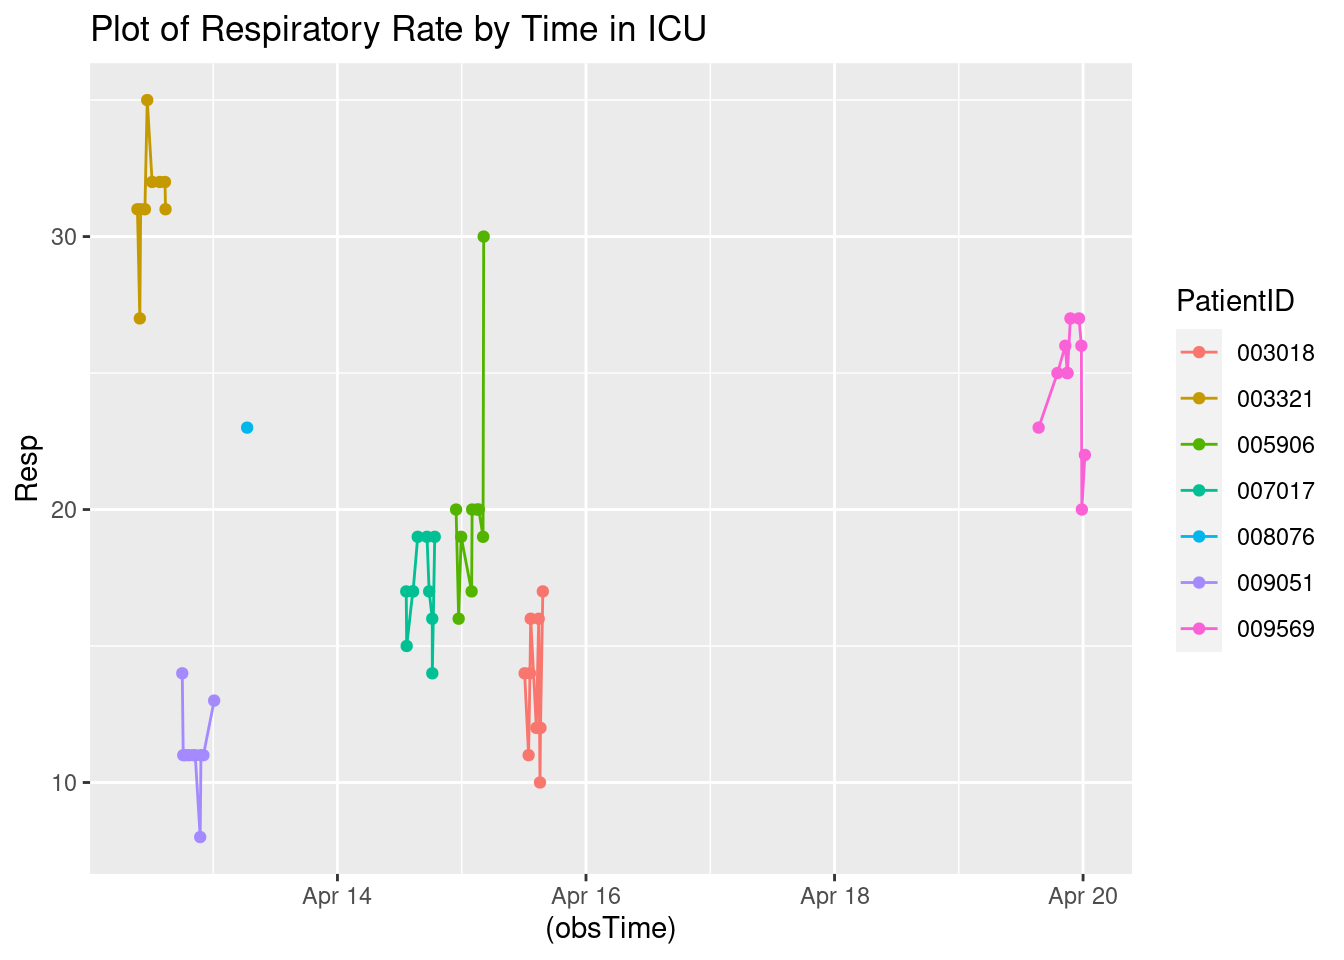 Plot of Respiratory Rate by Time in ICU
Resp
30
20
10
Apr 14
Apr 16
Apr 18
Apr 20
(obsTime)
PatientID
003018
003321
005906
007017
008076
009051
009569